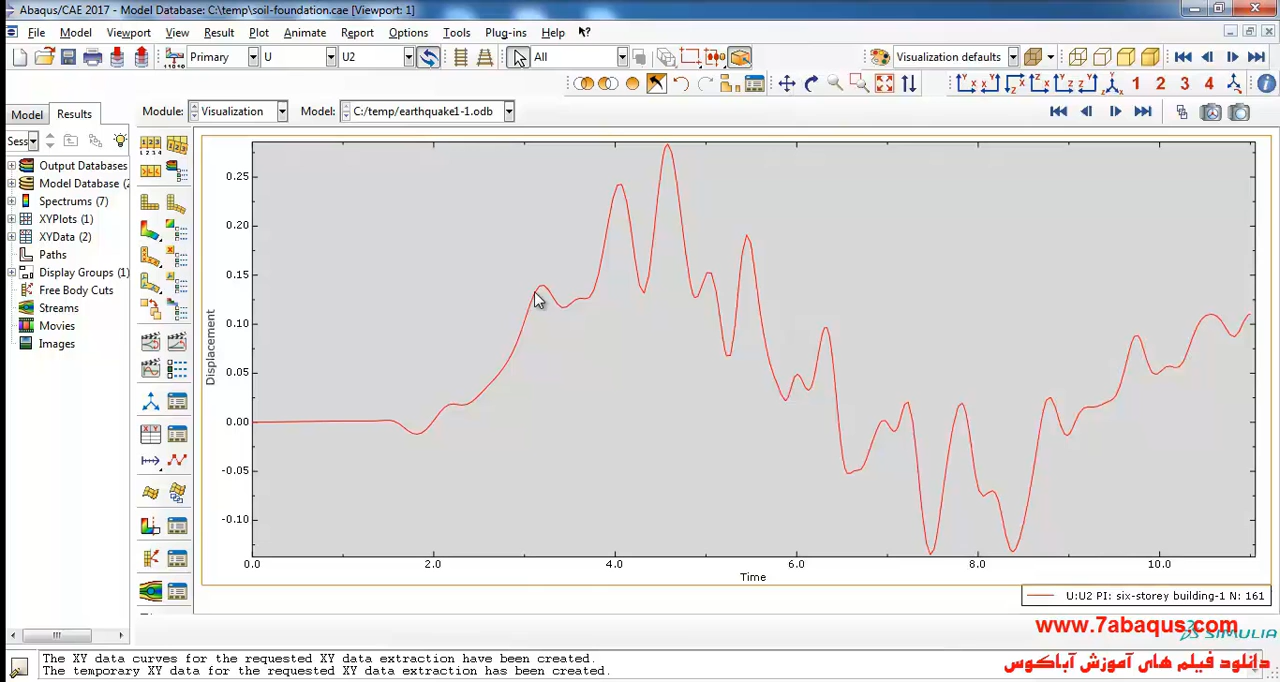 Abaqus/CAE 2017 - Model Database: C:\temp\soil-foundation.cae [Viewport: 1]
File Model Viewport View Result Plot Animate Report Options Tools Plug-ins Help
Primary U U2 All Visualization defaults
1 2 3 4
Model Results Module: Visualization Model: C:/temp/earthquake1-1.odb
Sess
Output Databases
Model Database (2
Spectrums (7)
XYPlots (1)
XYData (2)
Paths
Display Groups (1)
Free Body Cuts
Streams
Movies
Images
0.25
0.20
0.15
0.10
0.05
0.00
-0.05
-0.10
Displacement
0.0 2.0 4.0 6.0 8.0 10.0
Time
U:U2 PI: six-storey building-1 N: 161
www.7abaqus.com
SIMULIA
دانلود فیلم های آموزش آباکوس
The XY data curves for the requested XY data extraction have been created.
The temporary XY data for the requested XY data extraction has been created.